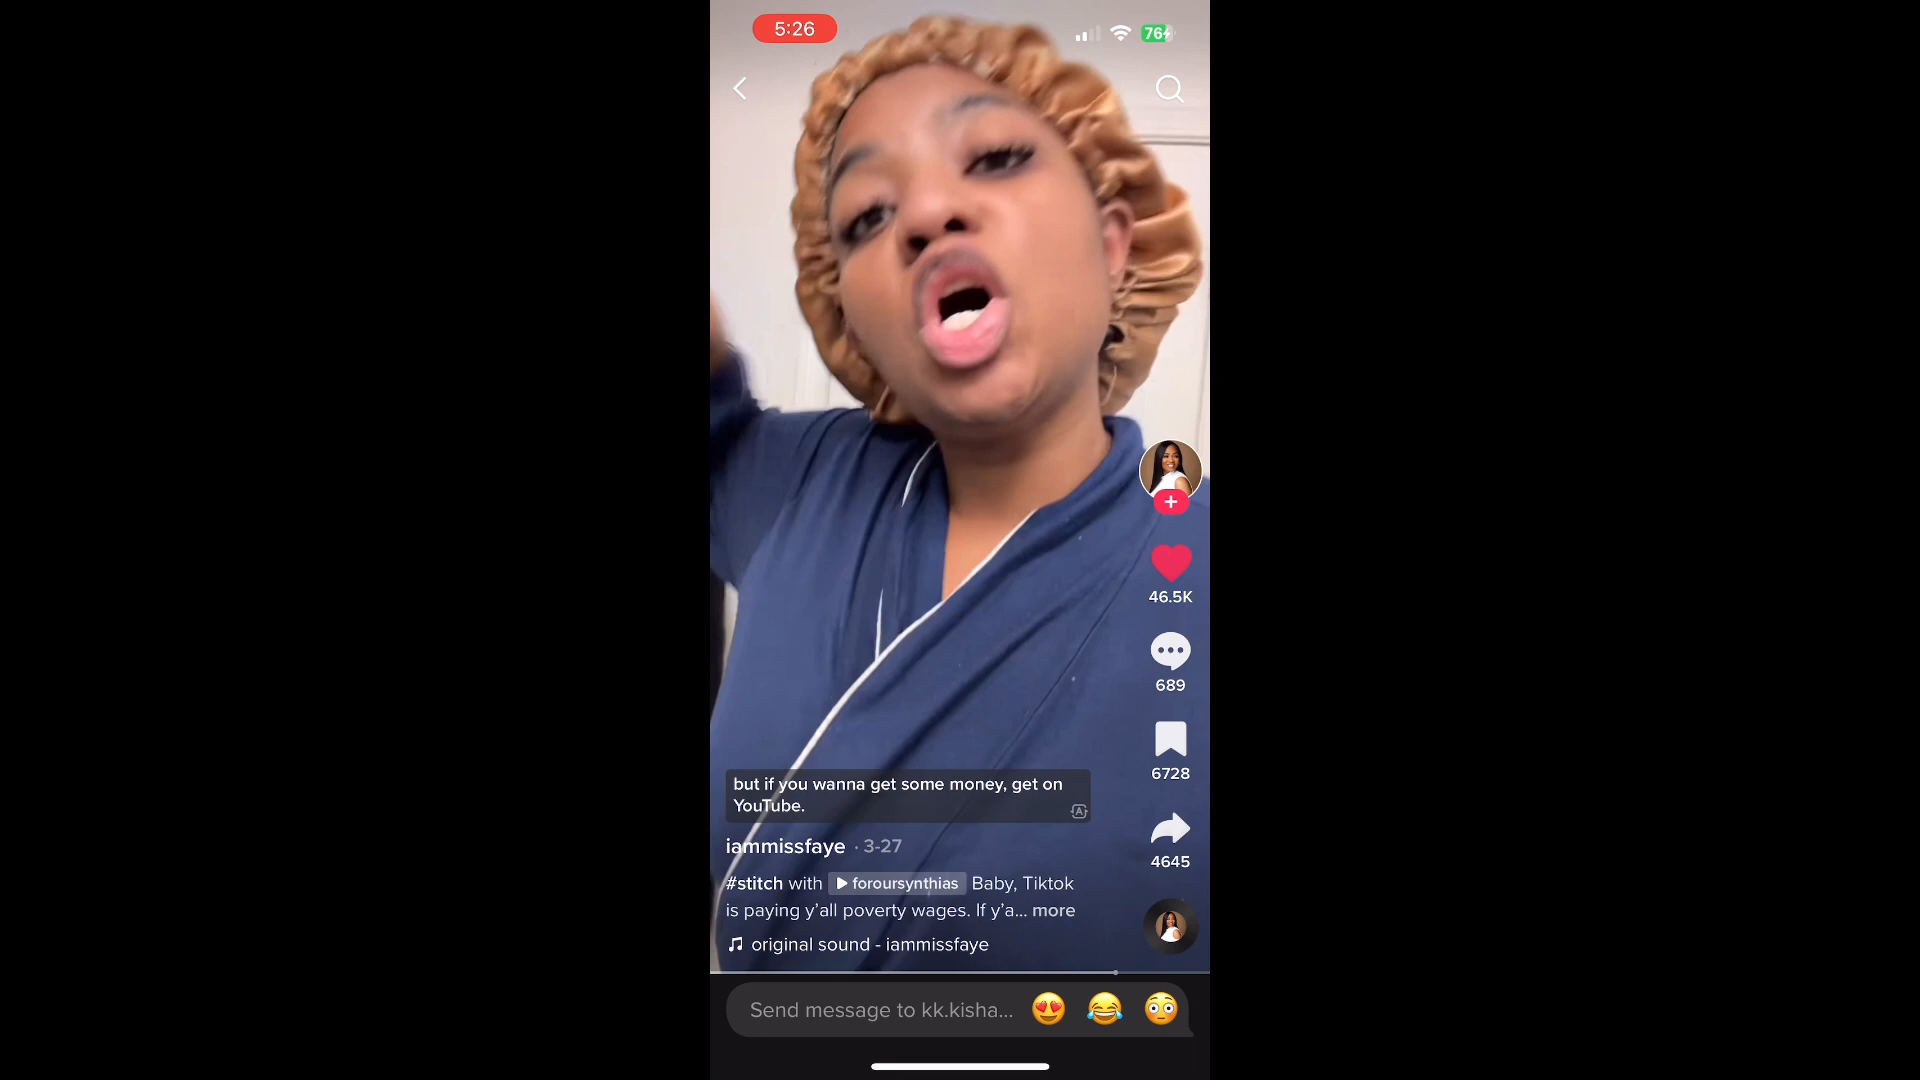 5:26
76
but if you wanna get some money, get on
YouTube.
iammissfaye · 3-27
#stitch with foroursynthias Baby, Tiktok
is paying y'all poverty wages. If y'a... more
original sound - iammissfaye
46.5K
689
6728
4645
Send message to kk.kisha...